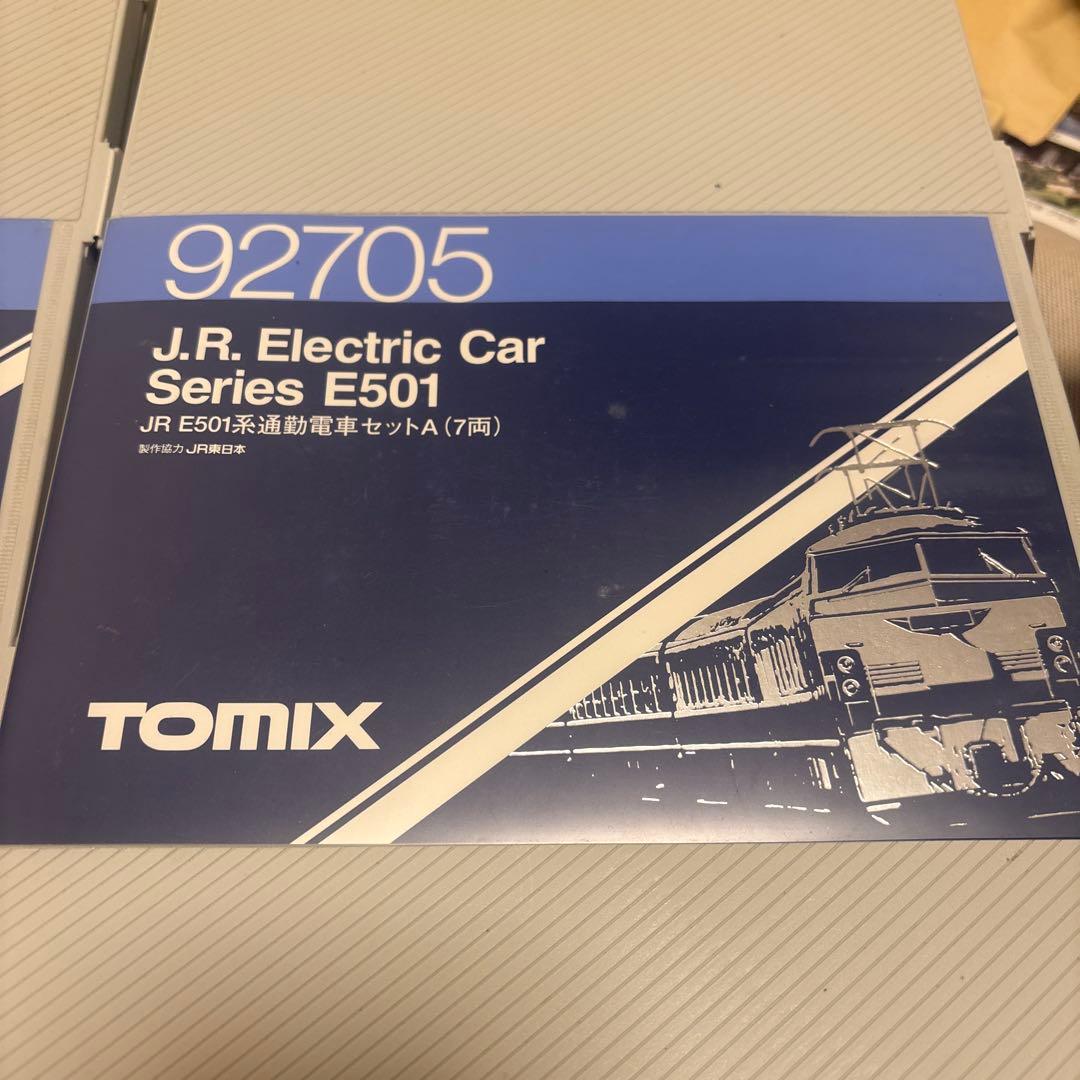 92705
J.R. Electric Car
Series E501
JR E501系通勤電車セットA(7両)
製作協力 JR東日本
TOMIX